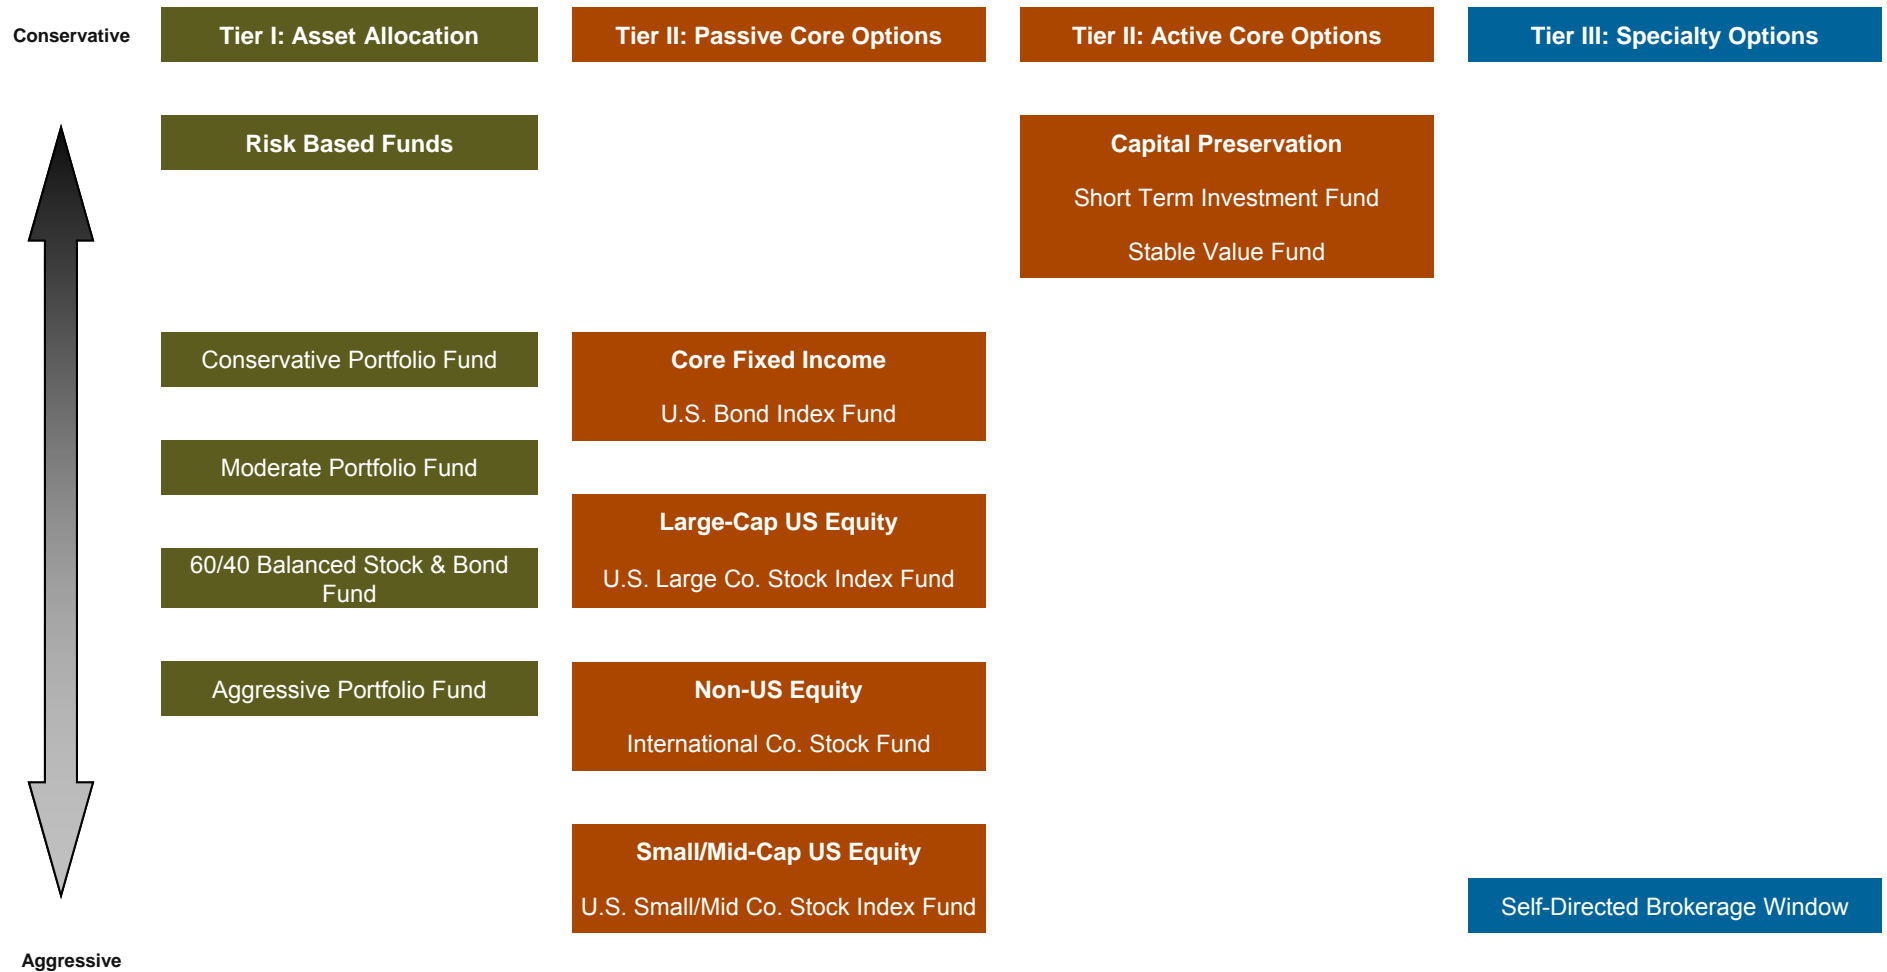 Conservative
Tier I: Asset Allocation
Tier II: Passive Core Options
Tier II: Active Core Options
Tier III: Specialty Options
Risk Based Funds
Capital Preservation
Short Term Investment Fund
Stable Value Fund
Conservative Portfolio Fund
Core Fixed Income
U.S. Bond Index Fund
Moderate Portfolio Fund
Large-Cap US Equity
U.S. Large Co. Stock Index Fund
60/40 Balanced Stock & Bond
Fund
Aggressive Portfolio Fund
Non-US Equity
International Co. Stock Fund
Small/Mid-Cap US Equity
U.S. Small/Mid Co. Stock Index Fund
Self-Directed Brokerage Window
Aggressive